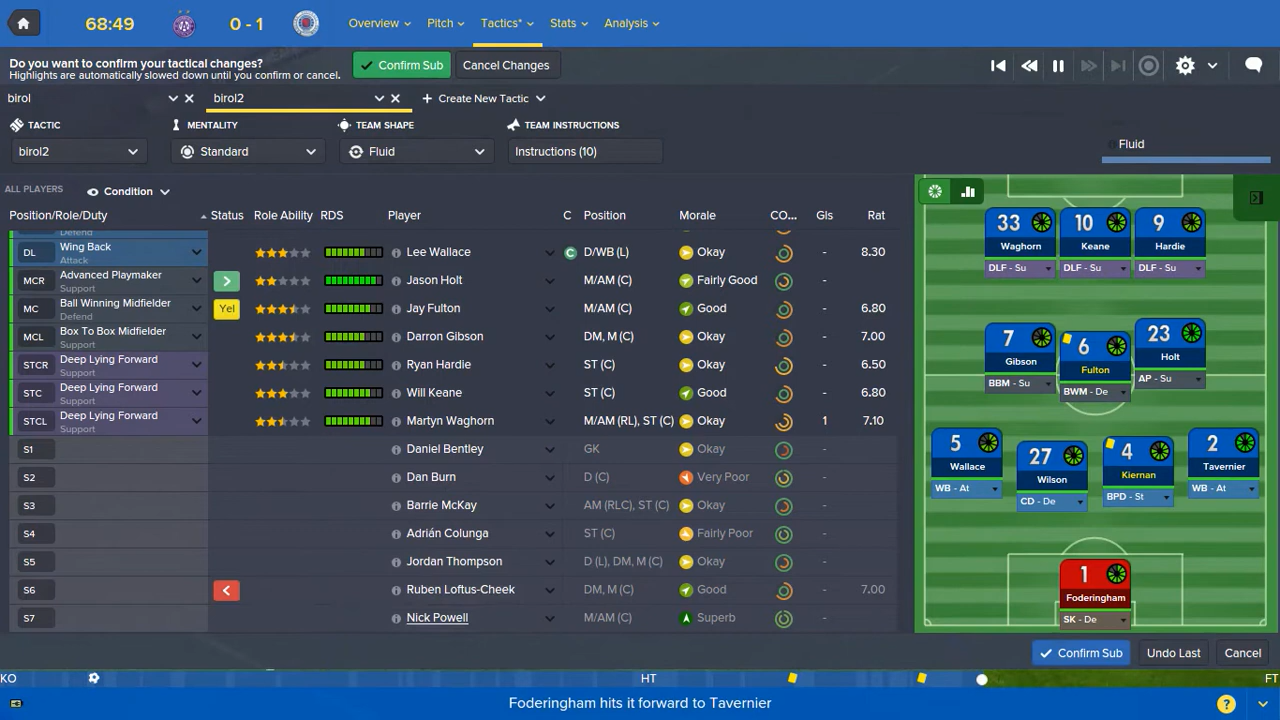 68:49
0 - 1
Overview
Pitch
Tactics*
Stats
Analysis
Do you want to confirm your tactical changes?
Highlights are automatically slowed down until you confirm or cancel.
Confirm Sub
Cancel Changes
birol
birol2
Create New Tactic
TACTIC
MENTALITY
TEAM SHAPE
TEAM INSTRUCTIONS
birol2
Standard
Fluid
Instructions (10)
Fluid
ALL PLAYERS
Condition
Position/Role/Duty Status Role Ability RDS Player C Position Morale CO... Gls Rat
Defend
DL Wing Back Attack Lee Wallace C D/WB (L) Okay - 8.30
MCR Advanced Playmaker Support Jason Holt M/AM (C) Fairly Good -
MC Ball Winning Midfielder Defend Yel Jay Fulton M/AM (C) Good - 6.80
MCL Box To Box Midfielder Support Darron Gibson DM, M (C) Okay - 7.00
STCR Deep Lying Forward Support Ryan Hardie ST (C) Okay - 6.50
STC Deep Lying Forward Support Will Keane ST (C) Good - 6.80
STCL Deep Lying Forward Support Martyn Waghorn M/AM (RL), ST (C) Okay 1 7.10
S1 Daniel Bentley GK Okay -
S2 Dan Burn D (C) Very Poor -
S3 Barrie McKay AM (RLC), ST (C) Okay -
S4 Adrián Colunga ST (C) Fairly Poor -
S5 Jordan Thompson D (L), DM, M (C) Okay -
S6 Ruben Loftus-Cheek DM, M (C) Good - 7.00
S7 Nick Powell M/AM (C) Superb -
33 10 9
Waghorn Keane Hardie
DLF - Su DLF - Su DLF - Su
7 6 23
Gibson Fulton Holt
BBM - Su BWM - De AP - Su
5 27 4 2
Wallace Wilson Kiernan Tavernier
WB - At CD - De BPD - St WB - At
1
Foderingham
SK - De
Confirm Sub
Undo Last
Cancel
KO
HT
FT
Foderingham hits it forward to Tavernier
?